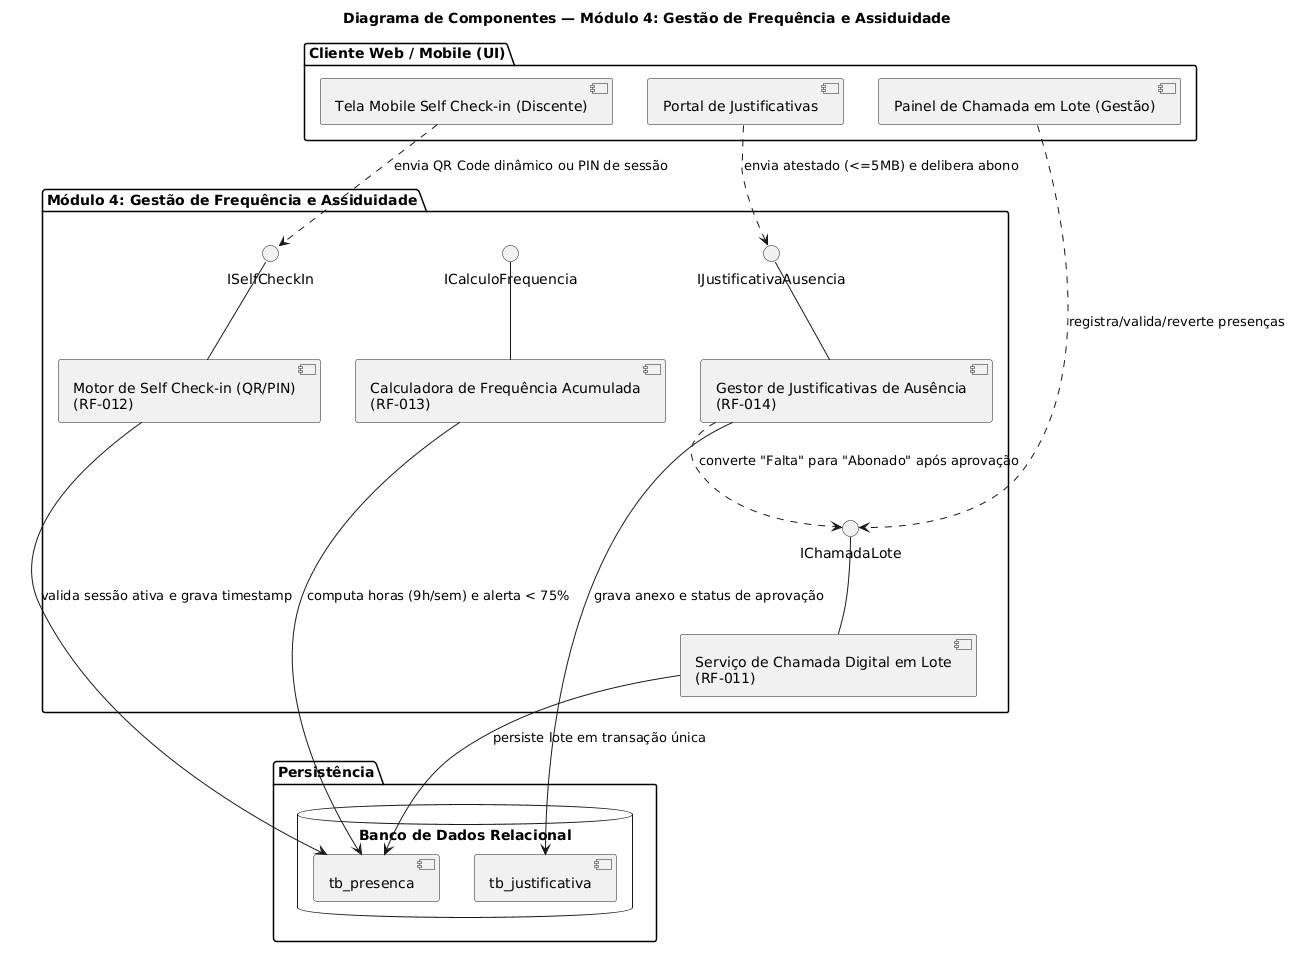 Diagrama de Componentes — Módulo 4: Gestão de Frequência e Assiduidade
Cliente Web / Mobile (UI)
Tela Mobile Self Check-in (Discente)
Portal de Justificativas
Painel de Chamada em Lote (Gestão)
envia QR Code dinâmico ou PIN de sessão
envia atestado (<=5MB) e delibera abono
Módulo 4: Gestão de Frequência e Assiduidade
ISelfCheckIn
ICalculoFrequencia
IJustificativaAusencia
registra/valida/reverte presenças
Motor de Self Check-in (QR/PIN)
(RF-012)
Calculadora de Frequência Acumulada
(RF-013)
Gestor de Justificativas de Ausência
(RF-014)
converte "Falta" para "Abonado" após aprovação
IChamadaLote
valida sessão ativa e grava timestamp
computa horas (9h/sem) e alerta < 75%
grava anexo e status de aprovação
Serviço de Chamada Digital em Lote
(RF-011)
persiste lote em transação única
Persistência
Banco de Dados Relacional
tb_presenca
tb_justificativa